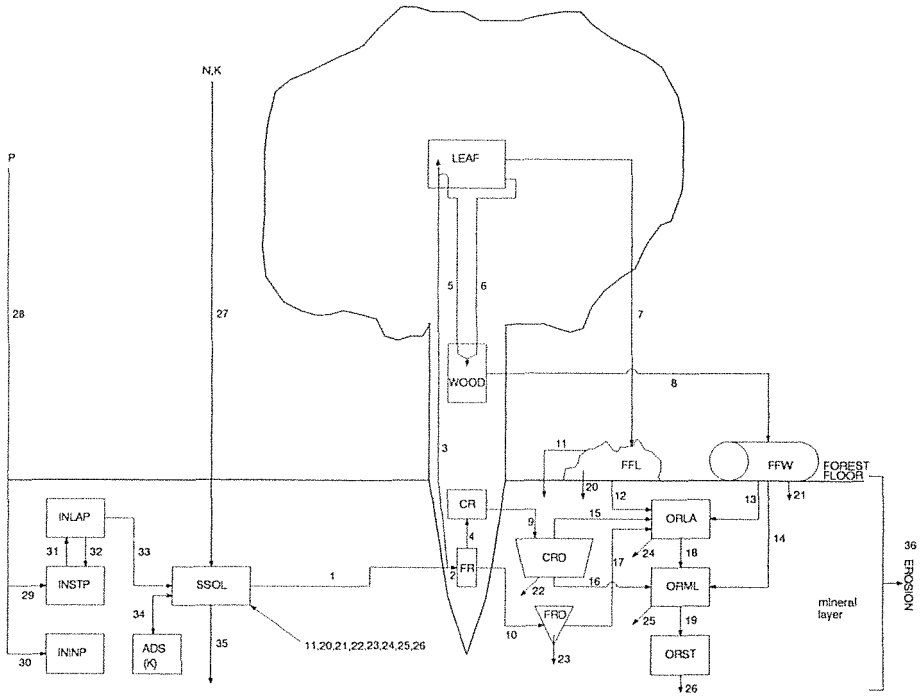 N,K
P
LEAF
28
27
5
6
7
WOOD
8
3
11
FFL
FFW
FOREST
FLOOR
20
12
21
13
INLAP
CR
9
15
ORLA
14
31
32
33
4
CRD
17
24
18
36
EROSION
29
INSTP
SSOL
1
2
FR
22
16
ORML
mineral
layer
34
10
FRD
25
19
30
ININP
ADS
(K)
35
11,20,21,22,23,24,25,26
23
ORST
26